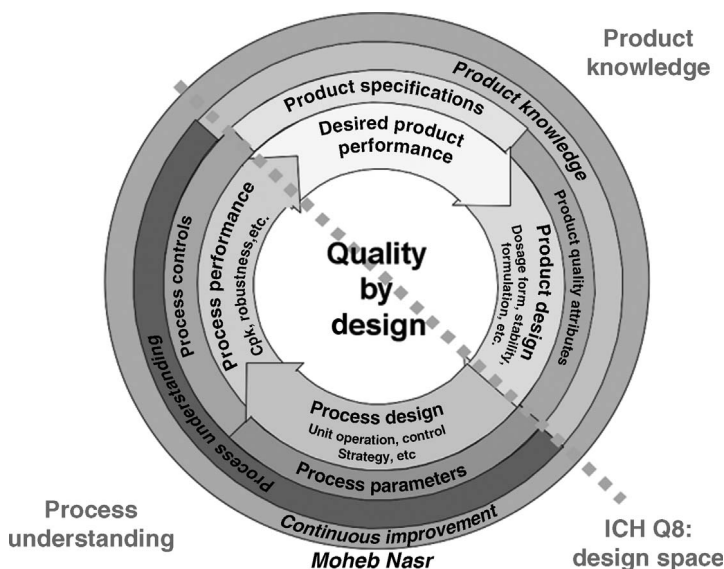 Product
knowledge
Product knowledge
Product specifications
Desired product
performance
Product quality attributes
Product design
Dosage form, stability,
formulation, etc.
Quality
by
design
Process performance
Cpk, robustness,etc.
Process controls
Process understanding
Process design
Unit operation, control
Strategy, etc
Process parameters
Continuous improvement
Moheb Nasr
Process
understanding
ICH Q8:
design space